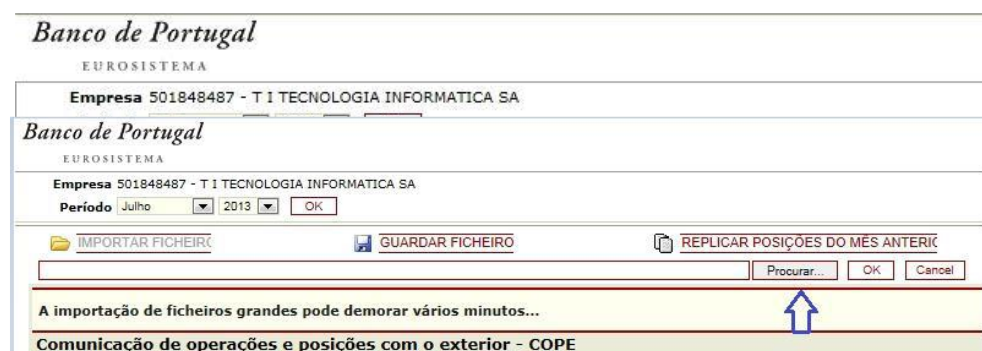 Banco de Portugal
EUROSISTEMA
Empresa 501848487 - T I TECNOLOGIA INFORMATICA SA
Banco de Portugal
EUROSISTEMA
Empresa 501848487 - T I TECNOLOGIA INFORMATICA SA
Período Julho 2013 OK
IMPORTAR FICHEIRO GUARDAR FICHEIRO REPLICAR POSIÇÕES DO MÊS ANTERIO
Procurar... OK Cancel
A importação de ficheiros grandes pode demorar vários minutos...
Comunicação de operações e posições com o exterior - COPE